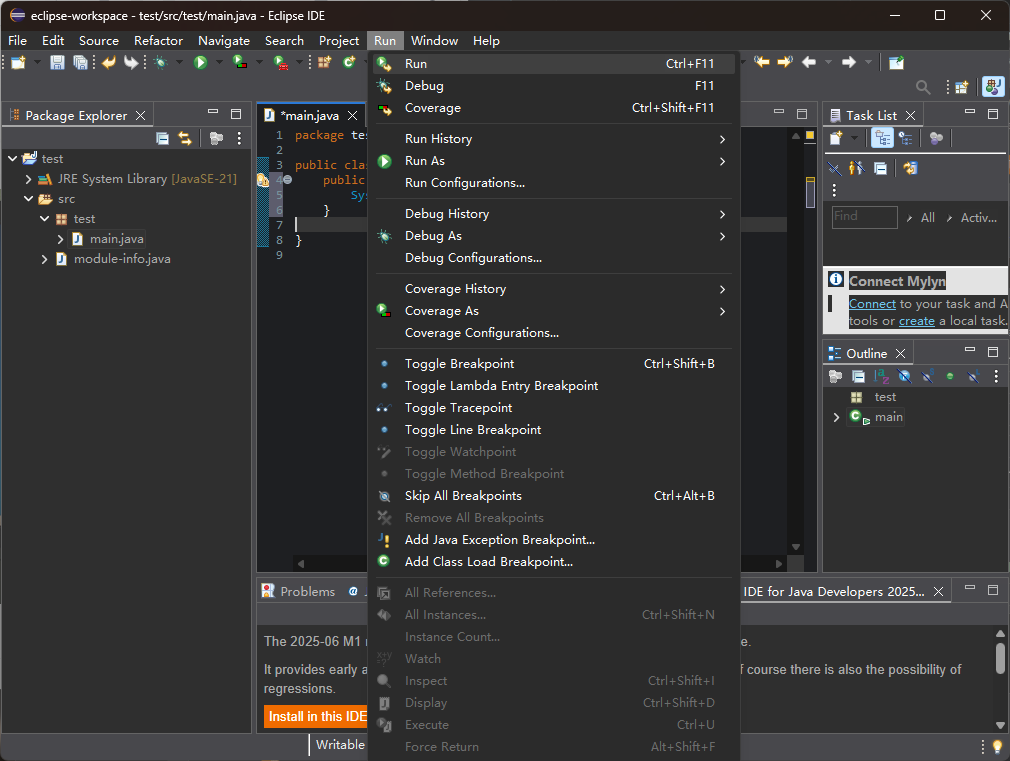 eclipse-workspace - test/src/test/main.java - Eclipse IDE
File Edit Source Refactor Navigate Search Project Run Window Help
Package Explorer
test
JRE System Library [JavaSE-21]
src
test
main.java
module-info.java
*main.java
1 package tes
2
3 public clas
4 public
5 Sys
6 }
7
8 }
9
Run Ctrl+F11
Debug F11
Coverage Ctrl+Shift+F11
Run History
Run As
Run Configurations...
Debug History
Debug As
Debug Configurations...
Coverage History
Coverage As
Coverage Configurations...
Toggle Breakpoint Ctrl+Shift+B
Toggle Lambda Entry Breakpoint
Toggle Tracepoint
Toggle Line Breakpoint
Toggle Watchpoint
Toggle Method Breakpoint
Skip All Breakpoints Ctrl+Alt+B
Remove All Breakpoints
Add Java Exception Breakpoint...
Add Class Load Breakpoint...
All References...
All Instances... Ctrl+Shift+N
Instance Count...
Watch
Inspect Ctrl+Shift+I
Display Ctrl+Shift+D
Execute Ctrl+U
Force Return Alt+Shift+F
Task List
Find All Activ...
Connect Mylyn
Connect to your task and A
tools or create a local task.
Outline
test
main
Problems @ IDE for Java Developers 2025...
The 2025-06 M1 e.
It provides early a f course there is also the possibility of
regressions.
Install in this IDE
Writable